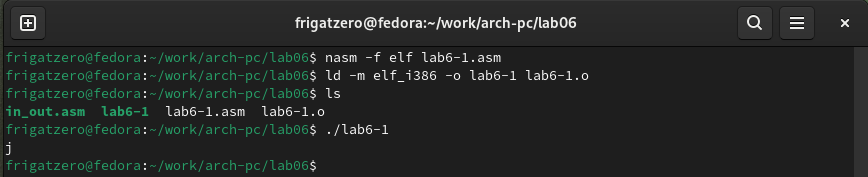 frigatzero@fedora:~/work/arch-pc/lab06
frigatzero@fedora:~/work/arch-pc/lab06$ nasm -f elf lab6-1.asm
frigatzero@fedora:~/work/arch-pc/lab06$ ld -m elf_i386 -o lab6-1 lab6-1.o
frigatzero@fedora:~/work/arch-pc/lab06$ ls
in_out.asm  lab6-1  lab6-1.asm  lab6-1.o
frigatzero@fedora:~/work/arch-pc/lab06$ ./lab6-1
j
frigatzero@fedora:~/work/arch-pc/lab06$